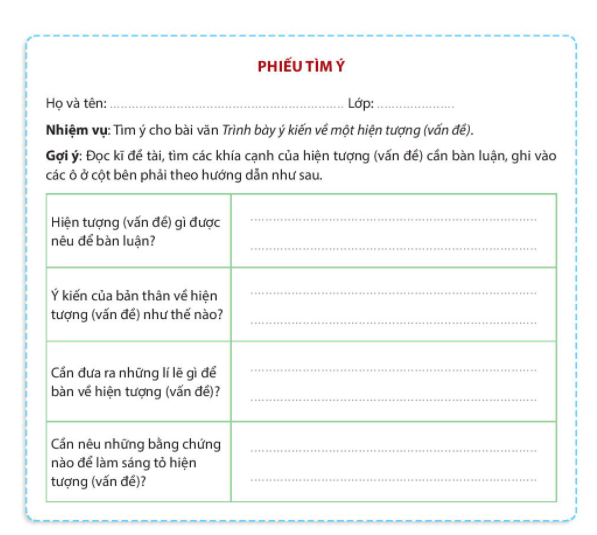 PHIẾU TÌM Ý
Họ và tên: ................................................................ Lớp: .....................
Nhiệm vụ: Tìm ý cho bài văn Trình bày ý kiến về một hiện tượng (vấn đề).
Gợi ý: Đọc kĩ đề tài, tìm các khía cạnh của hiện tượng (vấn đề) cần bàn luận, ghi vào
các ô ở cột bên phải theo hướng dẫn như sau.
Hiện tượng (vấn đề) gì được
nêu để bàn luận?
Ý kiến của bản thân về hiện
tượng (vấn đề) như thế nào?
Cần đưa ra những lí lẽ gì để
bàn về hiện tượng (vấn đề)?
Cần nêu những bằng chứng
nào để làm sáng tỏ hiện
tượng (vấn đề)?